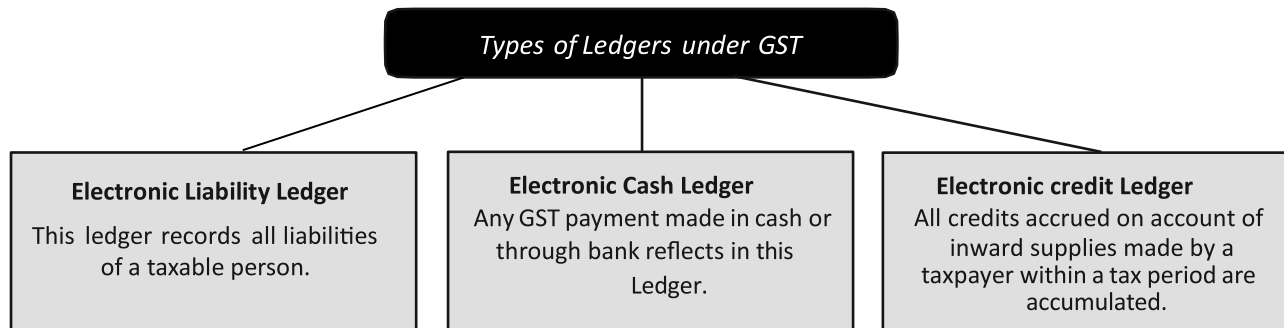 Types of Ledgers under GST
Electronic Liability Ledger
This ledger records all liabilities
of a taxable person.
Electronic Cash Ledger
Any GST payment made in cash or
through bank reflects in this
Ledger.
Electronic credit Ledger
All credits accrued on account of
inward supplies made by a
taxpayer within a tax period are
accumulated.